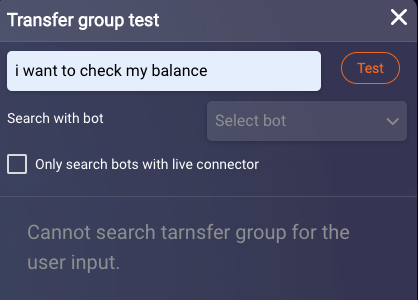 Transfer group test
i want to check my balance
Test
Search with bot
Select bot
Only search bots with live connector
Cannot search tarnsfer group for the
user input.